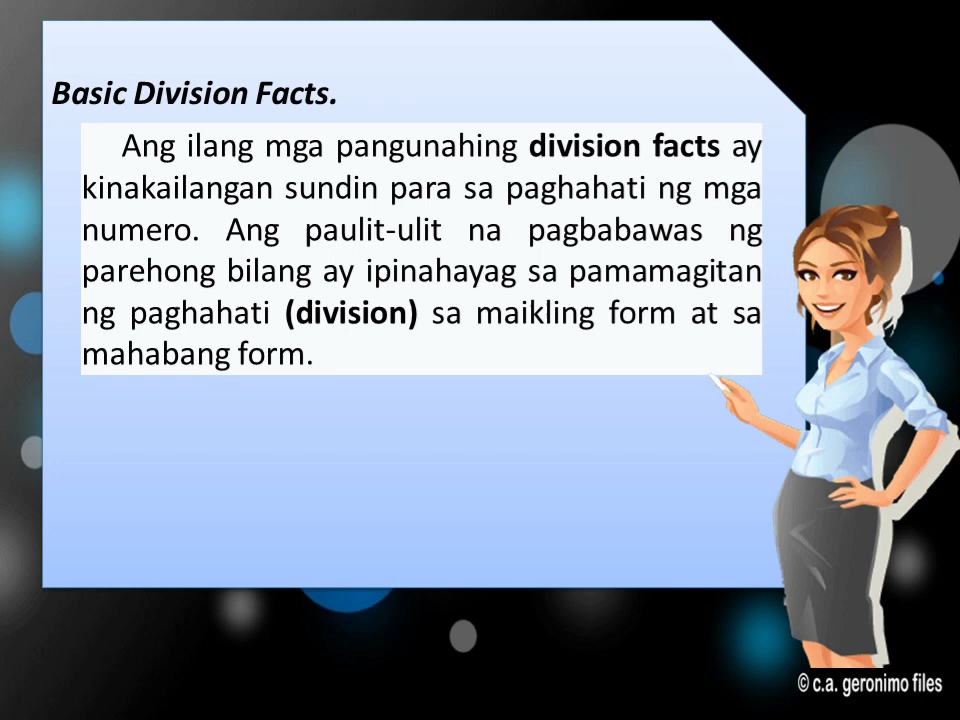 Basic Division Facts.
Ang ilang mga pangunahing division facts ay
kinakailangan sundin para sa paghahati ng mga
numero. Ang paulit-ulit na pagbabawas ng
parehong bilang ay ipinahayag sa pamamagitan
ng paghahati (division) sa maikling form at sa
mahabang form.
© c.a. geronimo files